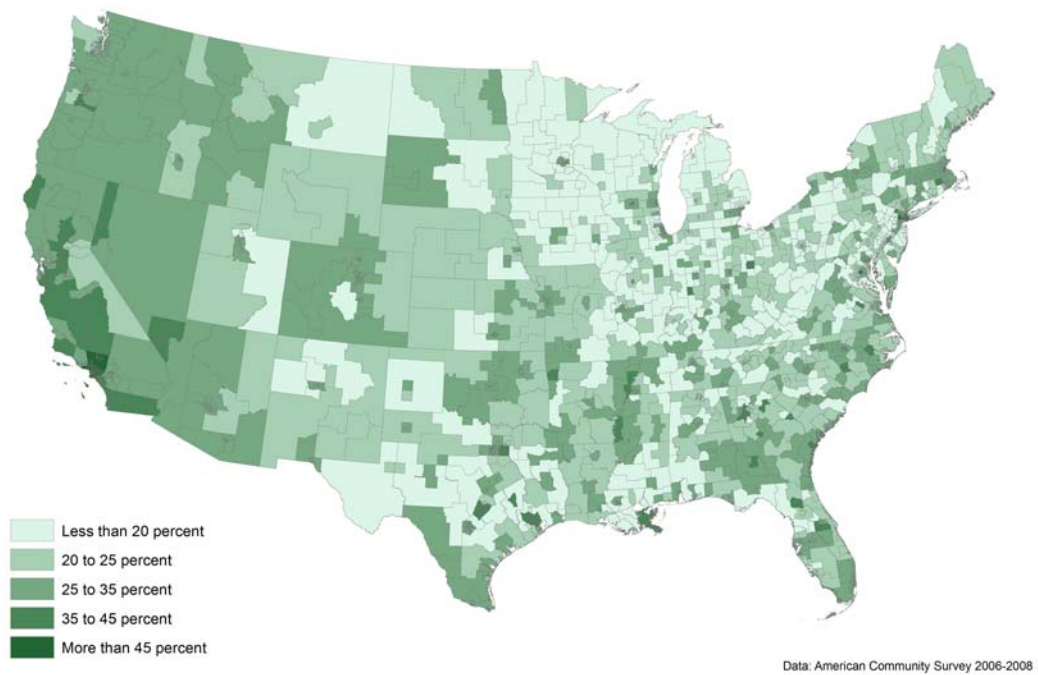 Less than 20 percent
20 to 25 percent
25 to 35 percent
35 to 45 percent
More than 45 percent
Data: American Community Survey 2006-2008